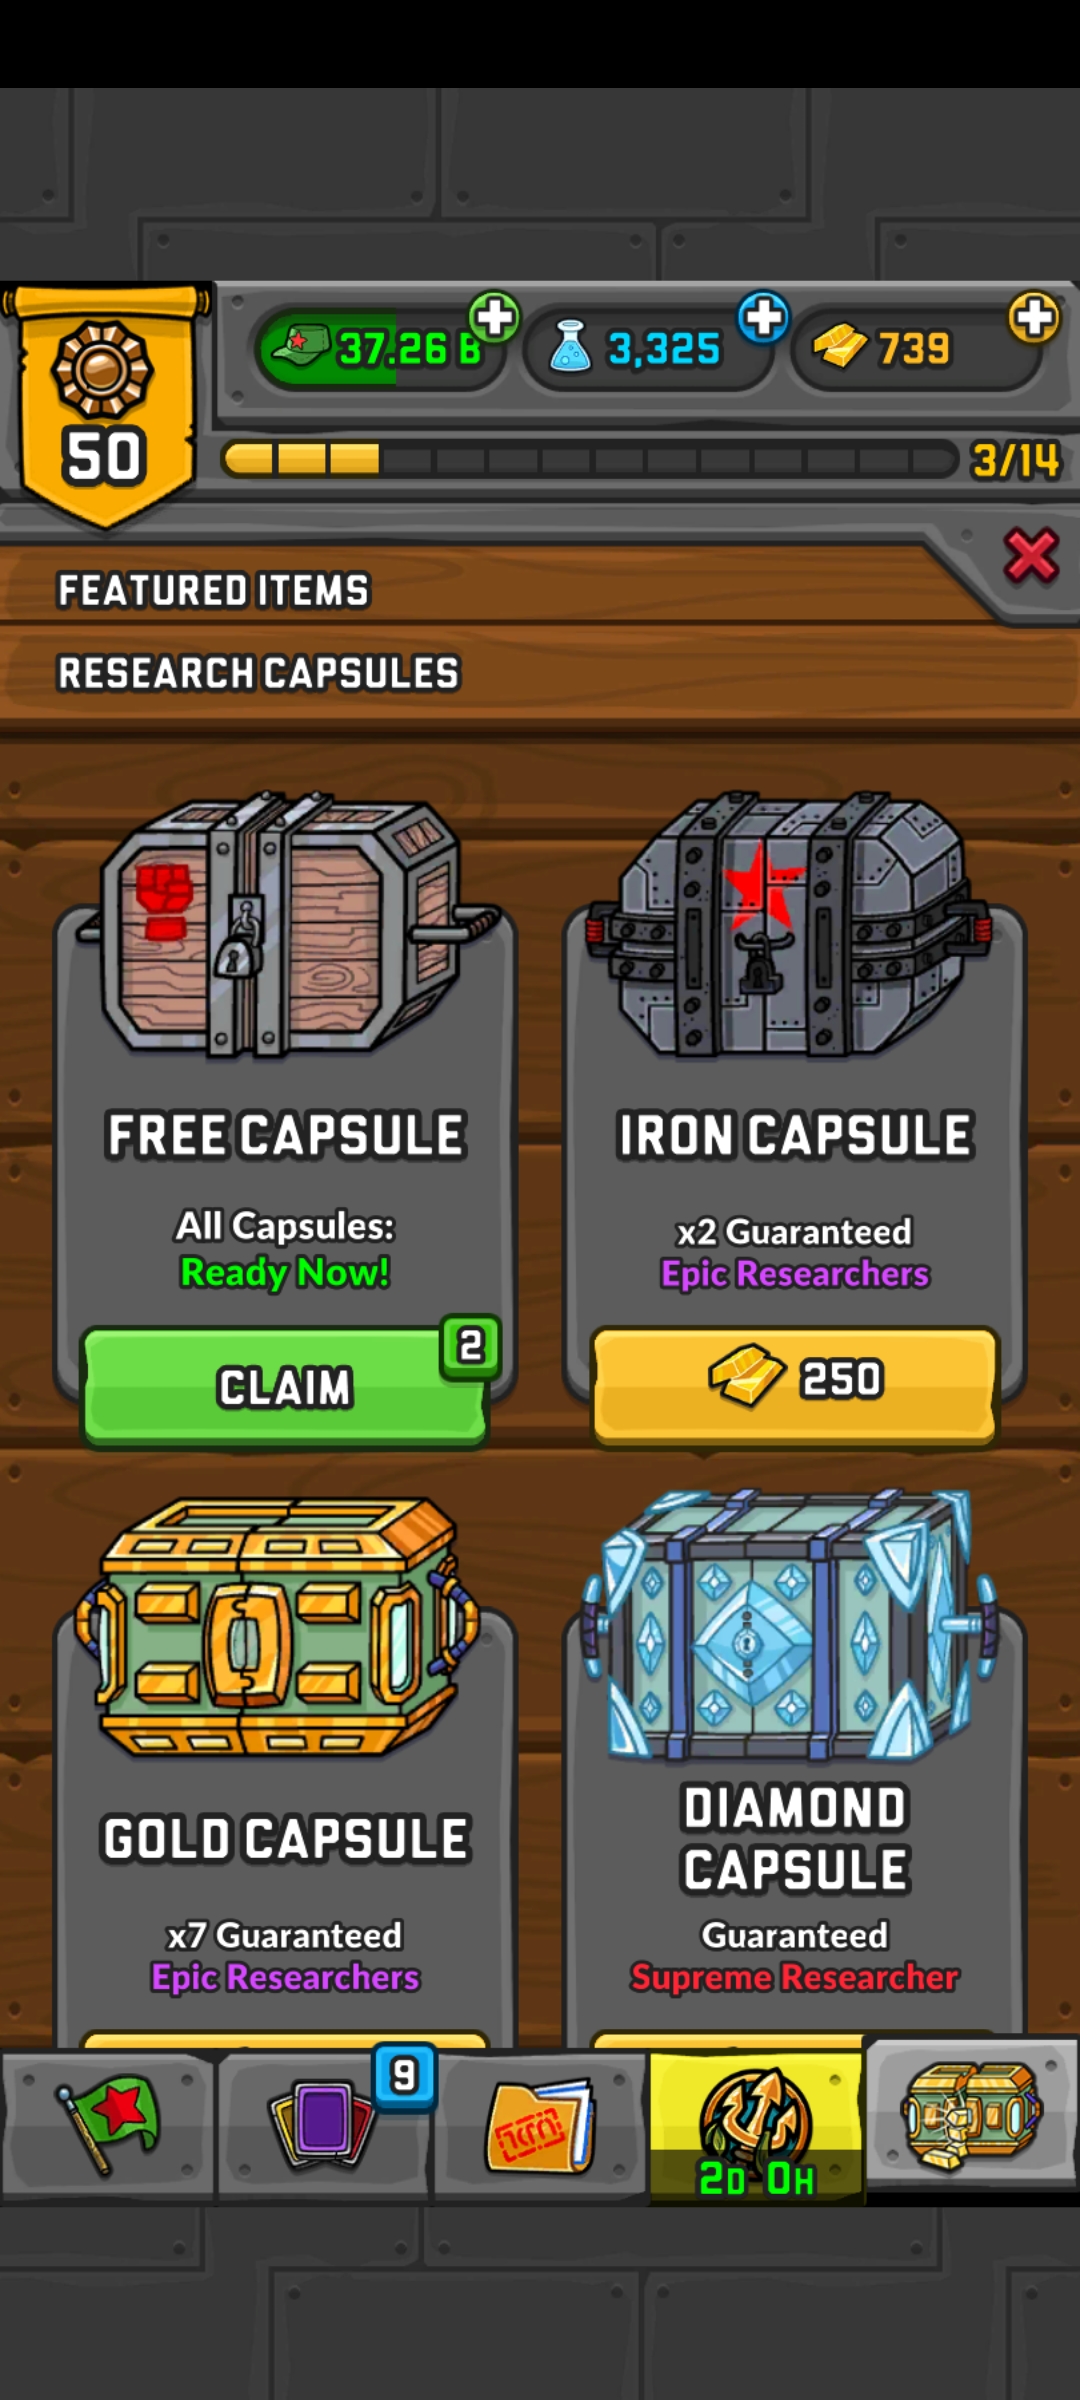 37.26 B
3,325
739
50
3/14
FEATURED ITEMS
RESEARCH CAPSULES
FREE CAPSULE
All Capsules:
Ready Now!
CLAIM
2
IRON CAPSULE
x2 Guaranteed
Epic Researchers
250
GOLD CAPSULE
x7 Guaranteed
Epic Researchers
DIAMOND
CAPSULE
Guaranteed
Supreme Researcher
9
2D 0H